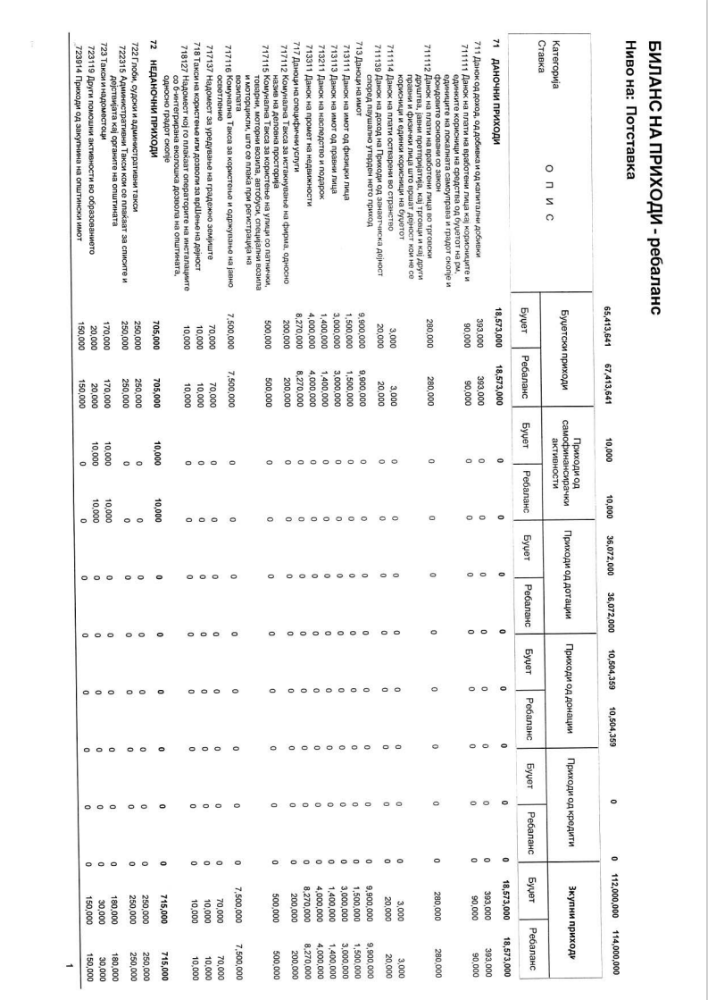 БИЛАНС НА ПРИХОДИ - ребаланс
Ниво на: Потставка
65,413,641 67,413,641 10,000 10,000 36,072,000 36,072,000 10,504,359 10,504,359 0 0 112,000,000 114,000,000
Категорија
Ставка
О П И С
Буџетски приходи
Приходи од самофинансирачки активности
Приходи од дотации
Приходи од донации
Приходи од кредити
Вкупни приходи
Буџет Ребаланс Буџет Ребаланс Буџет Ребаланс Буџет Ребаланс Буџет Ребаланс Буџет Ребаланс
71 ДАНОЧНИ ПРИХОДИ 18,573,000 18,573,000 0 0 0 0 0 0 0 0 18,573,000 18,573,000
711 Данок од доход, од добивка и од капитални добивки 393,000 393,000 0 0 0 0 0 0 0 0 393,000 393,000
711111 Данок на плати на вработени лица кај корисниците и 90,000 90,000 0 0 0 0 0 0 0 0 90,000 90,000
единките корисници на средства од буџетот на рм,
единиците на локалната самоуправа и градот скопје и
фондовите основани со закон
711112 Данок на плати на вработени лица во трговски 280,000 280,000 0 0 0 0 0 0 0 0 280,000 280,000
друштва, јавни претпријатија, кај трговци и кај други
правни и физички лица што вршат дејност кои не се
корисници и единки корисници на буџетот
711114 Данок на плати остварени во странство 3,000 3,000 0 0 0 0 0 0 0 0 3,000 3,000
711139 Данок на доход на Приходи од занаетчиска дејност 20,000 20,000 0 0 0 0 0 0 0 0 20,000 20,000
според паушално утврден нето приход
713 Даноци на имот 9,900,000 9,900,000 0 0 0 0 0 0 0 0 9,900,000 9,900,000
713111 Данок на имот од физички лица 1,500,000 1,500,000 0 0 0 0 0 0 0 0 1,500,000 1,500,000
713113 Данок на имот од правни лица 3,000,000 3,000,000 0 0 0 0 0 0 0 0 3,000,000 3,000,000
713211 Данок на наследство и подарок 1,400,000 1,400,000 0 0 0 0 0 0 0 0 1,400,000 1,400,000
713311 Данок на промет на недвижности 4,000,000 4,000,000 0 0 0 0 0 0 0 0 4,000,000 4,000,000
717 Даноци на специфични услуги 8,270,000 8,270,000 0 0 0 0 0 0 0 0 8,270,000 8,270,000
717112 Комунална Такса за истакнување на фирма, односно 200,000 200,000 0 0 0 0 0 0 0 0 200,000 200,000
назив на деловна просторија
717115 Комунална Такса за користење на улици со патнички, 500,000 500,000 0 0 0 0 0 0 0 0 500,000 500,000
товарни, моторни возила, автобуси, специјални возила
и моторцикли, што се плаќа при регистрација на
возилата
717116 Комунална Такса за користење и одржување на јавно 7,500,000 7,500,000 0 0 0 0 0 0 0 0 7,500,000 7,500,000
осветление
717137 Надомест за уредување на градежно земјиште 70,000 70,000 0 0 0 0 0 0 0 0 70,000 70,000
718 Такси на користење или дозволи за врШење на дејност 10,000 10,000 0 0 0 0 0 0 0 0 10,000 10,000
718127 Надомест кој го плаќаат операторите на инсталациите 10,000 10,000 0 0 0 0 0 0 0 0 10,000 10,000
со интегрирана еколошка дозвола на општината,
односно градот скопје
72 НЕДАНОЧНИ ПРИХОДИ 705,000 705,000 10,000 10,000 0 0 0 0 0 0 715,000 715,000
722 Глоби, судски и административни такси 250,000 250,000 0 0 0 0 0 0 0 0 250,000 250,000
722315 Административни Такси кои се плаќаат за списите и 250,000 250,000 0 0 0 0 0 0 0 0 250,000 250,000
дејствијата кај органите на општината
723 Такси и надоместоци 170,000 170,000 10,000 10,000 0 0 0 0 0 0 180,000 180,000
723119 Други помошни активности во образованието 20,000 20,000 10,000 10,000 0 0 0 0 0 0 30,000 30,000
723914 Приходи од закупнина на општински имот 150,000 150,000 0 0 0 0 0 0 0 0 150,000 150,000
1